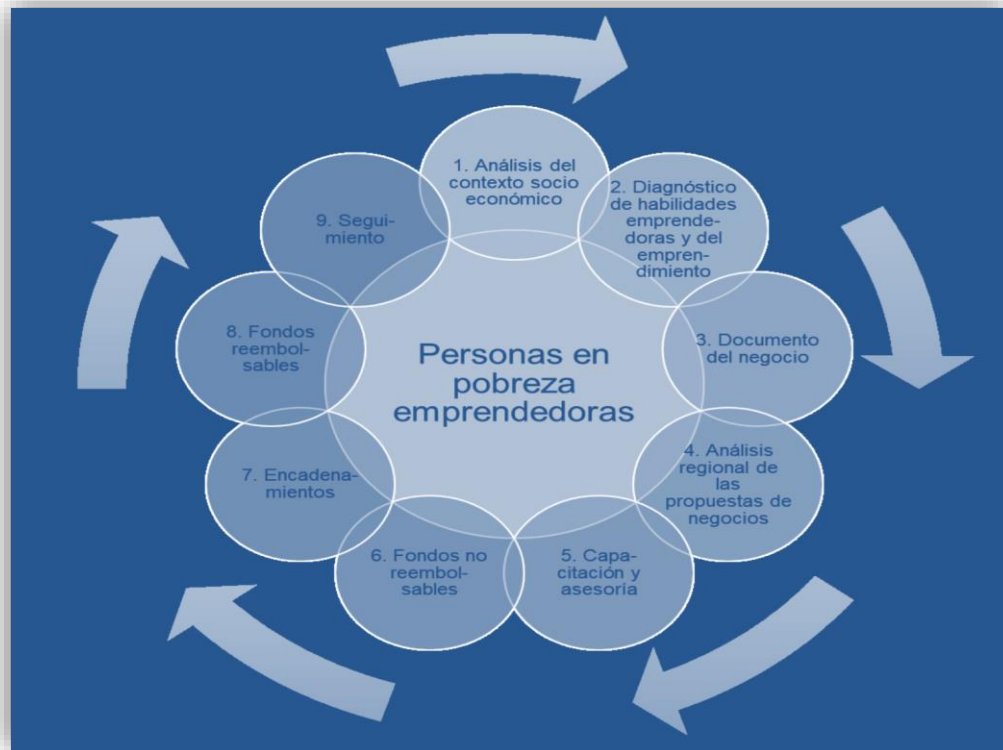 1. Análisis del
contexto socio
económico
2. Diagnóstico
de habilidades
emprende-
doras y del
empren-
dimiento
3. Documento
del negocio
4. Análisis
regional de
las
propuestas de
negocios
5. Capa-
citación y
asesoría
6. Fondos no
reembol-
sables
7. Encadena-
mientos
8. Fondos
reembol-
sables
9. Segui-
miento
Personas en
pobreza
emprendedoras